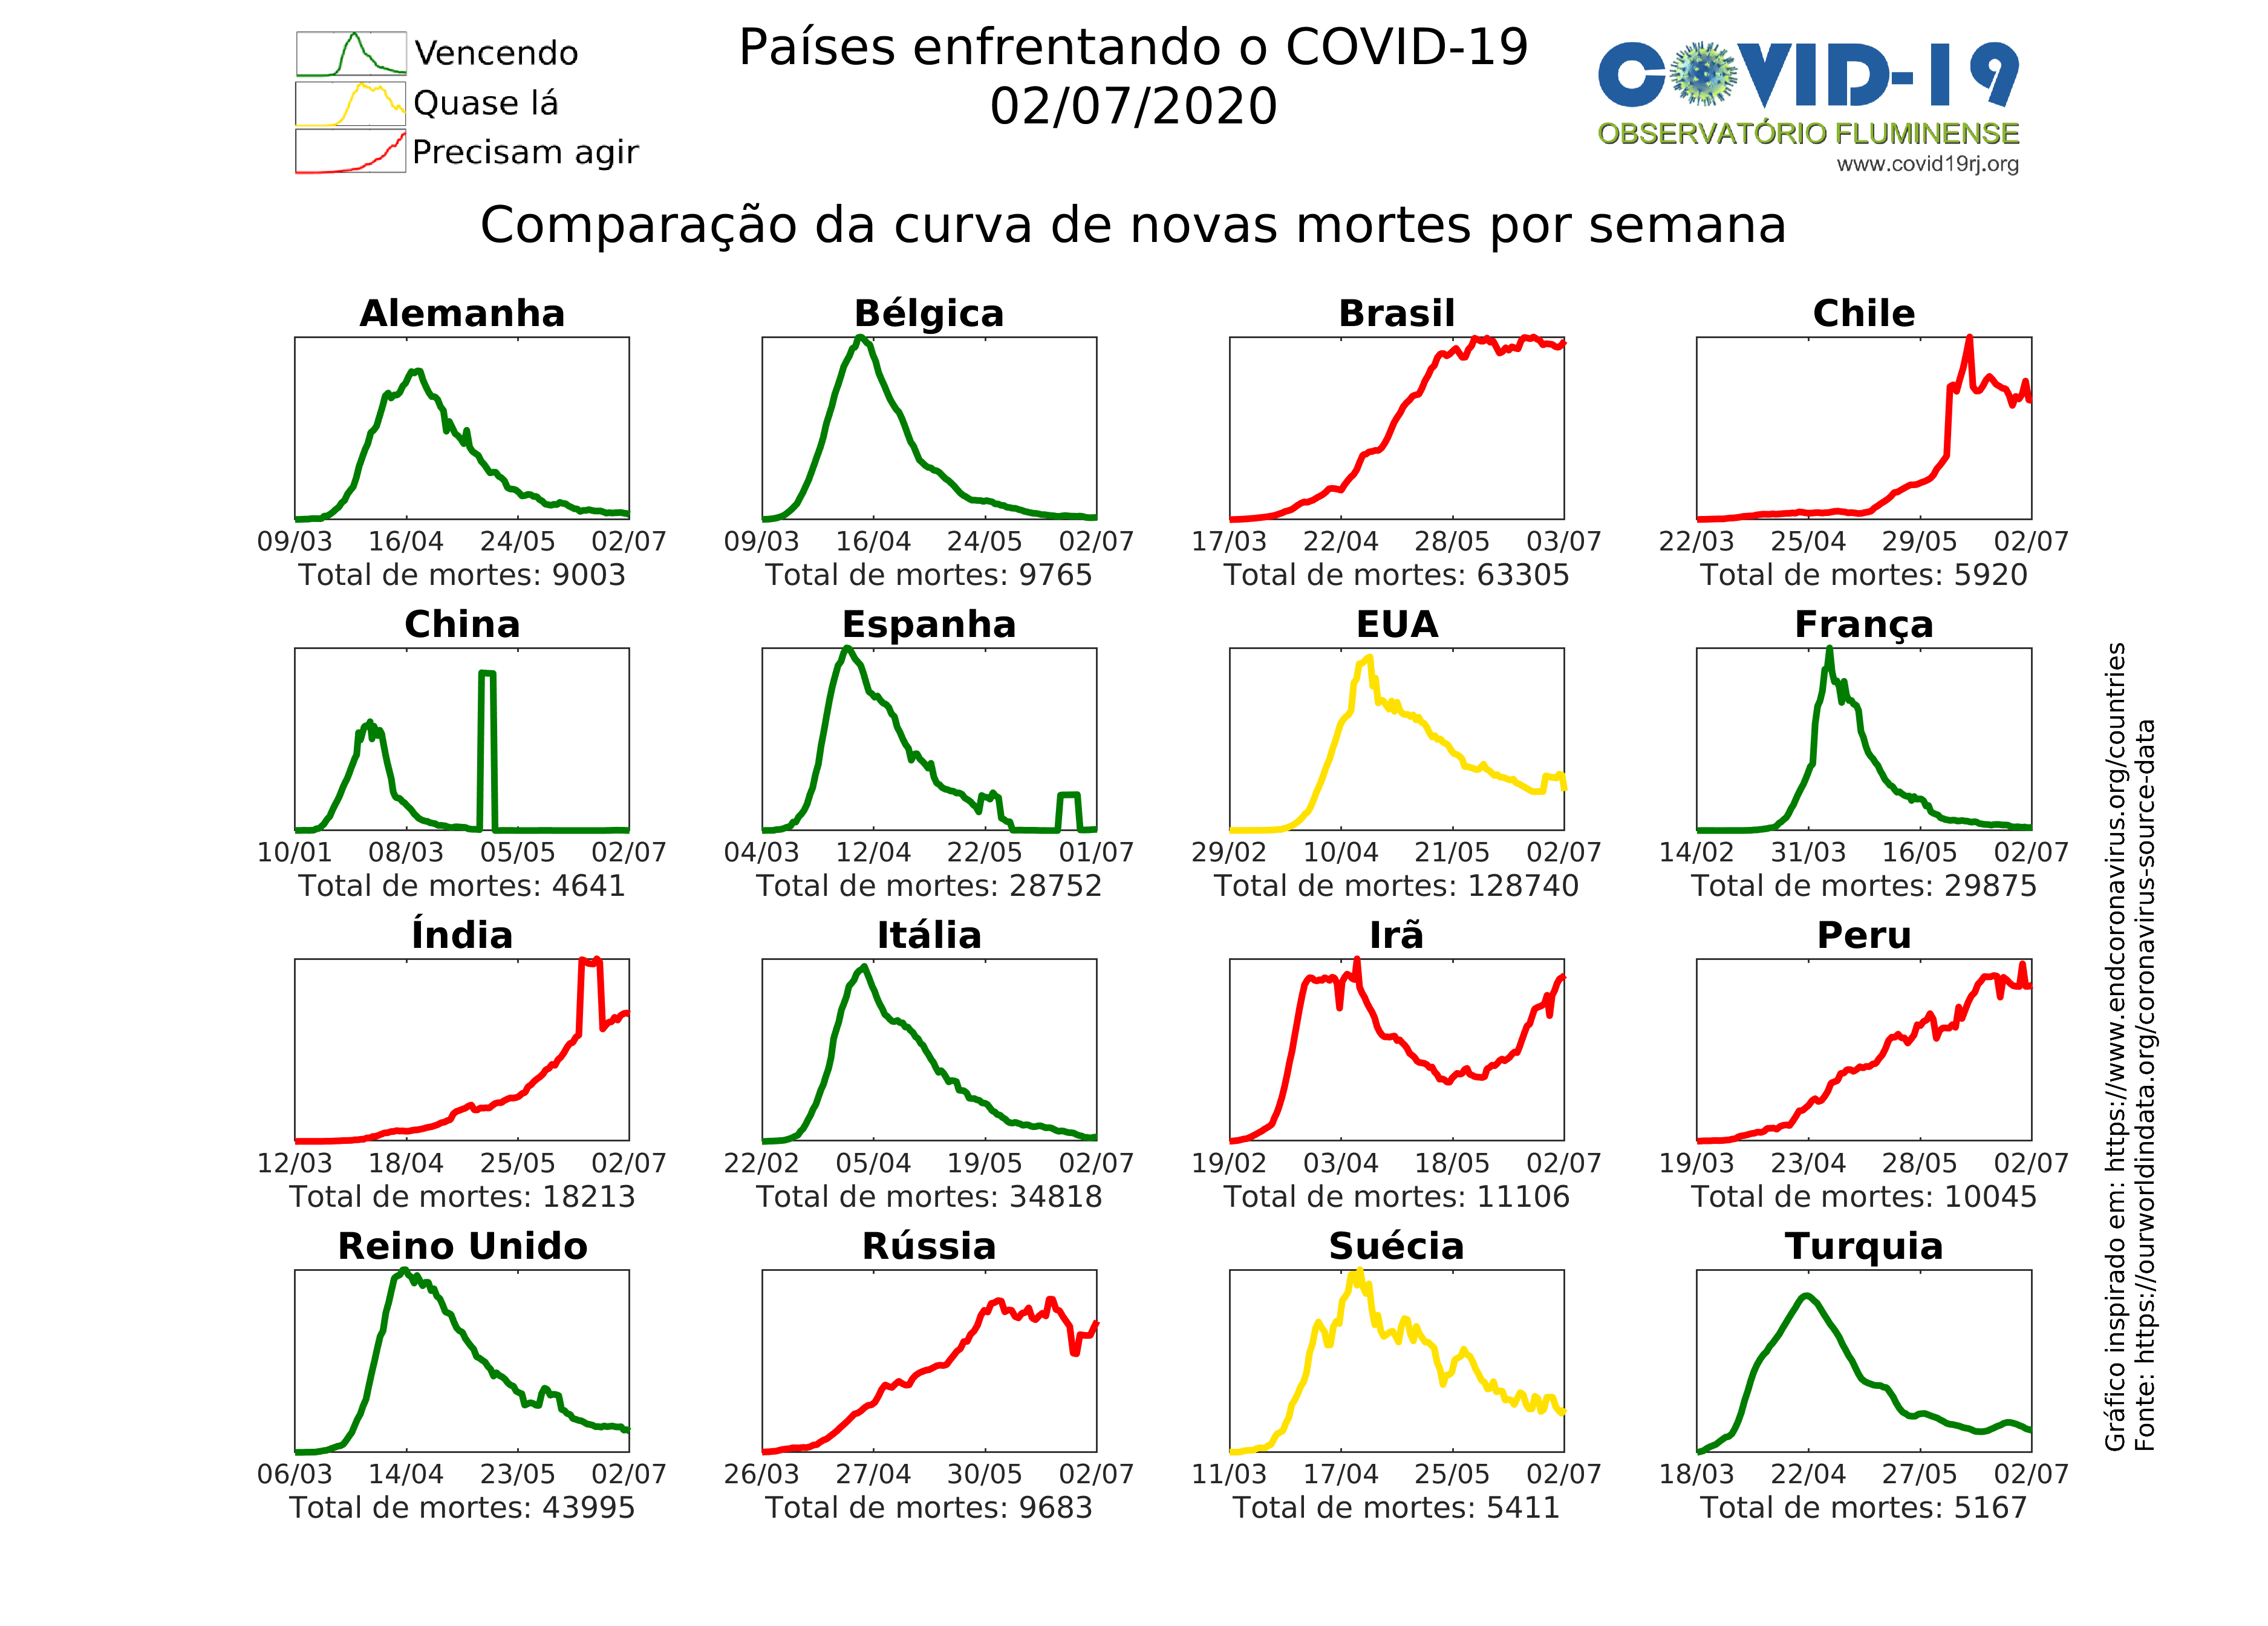 Vencendo
Quase lá
Precisam agir
Países enfrentando o COVID-19
02/07/2020
COVID-19
OBSERVATÓRIO FLUMINENSE
www.covid19rj.org
Comparação da curva de novas mortes por semana
Alemanha
09/03 16/04 24/05 02/07
Total de mortes: 9003
Bélgica
09/03 16/04 24/05 02/07
Total de mortes: 9765
Brasil
17/03 22/04 28/05 03/07
Total de mortes: 63305
Chile
22/03 25/04 29/05 02/07
Total de mortes: 5920
China
10/01 08/03 05/05 02/07
Total de mortes: 4641
Espanha
04/03 12/04 22/05 01/07
Total de mortes: 28752
EUA
29/02 10/04 21/05 02/07
Total de mortes: 128740
França
14/02 31/03 16/05 02/07
Total de mortes: 29875
Índia
12/03 18/04 25/05 02/07
Total de mortes: 18213
Itália
22/02 05/04 19/05 02/07
Total de mortes: 34818
Irã
19/02 03/04 18/05 02/07
Total de mortes: 11106
Peru
19/03 23/04 28/05 02/07
Total de mortes: 10045
Reino Unido
06/03 14/04 23/05 02/07
Total de mortes: 43995
Rússia
26/03 27/04 30/05 02/07
Total de mortes: 9683
Suécia
11/03 17/04 25/05 02/07
Total de mortes: 5411
Turquia
18/03 22/04 27/05 02/07
Total de mortes: 5167
Gráfico inspirado em: https://www.endcoronavirus.org/countries
Fonte: https://ourworldindata.org/coronavirus-source-data